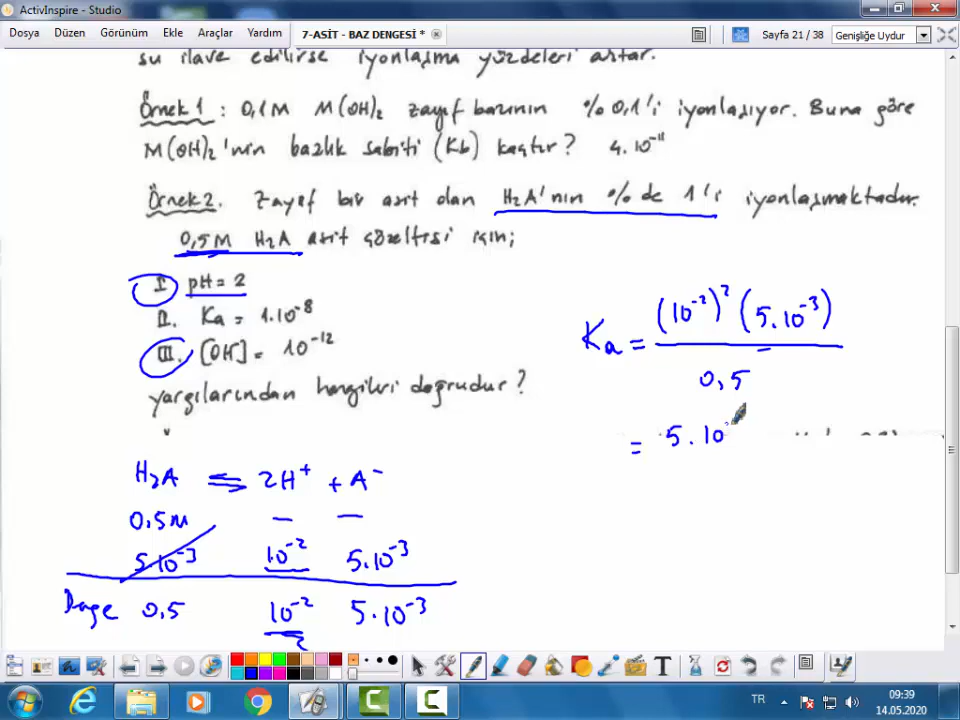 ActivInspire - Studio
Dosya Düzen Görünüm Ekle Araçlar Yardım 7-ASİT - BAZ DENGESİ * Sayfa 21 / 38 Genişliğe Uydur
su ilave edilirse iyonlaşma yüzdeleri artar.
Örnek 1 : 0,1M M(OH)₂ zayıf bazının % 0,1'i iyonlaşıyor. Buna göre
M(OH)₂'nin bazlık sabiti (Kb) kaçtır? 4.10⁻¹¹
Örnek 2. Zayıf bir asit olan H₂A'nın % de 1'i iyonlaşmaktadır.
0,5M H₂A asit çözeltisi için;
I. pH = 2
II. Ka = 1.10⁻⁸
III. [OH⁻] = 10⁻¹²
yargılarından hangileri doğrudur?
Ka = (10⁻²)² (5.10⁻³)
0,5
= 5.10
H₂A ⇌ 2H⁺ + A⁻
0,5M — —
5.10⁻³ 10⁻² 5.10⁻³
0,5 10⁻² 5.10⁻³
TR 09:39
14.05.2020